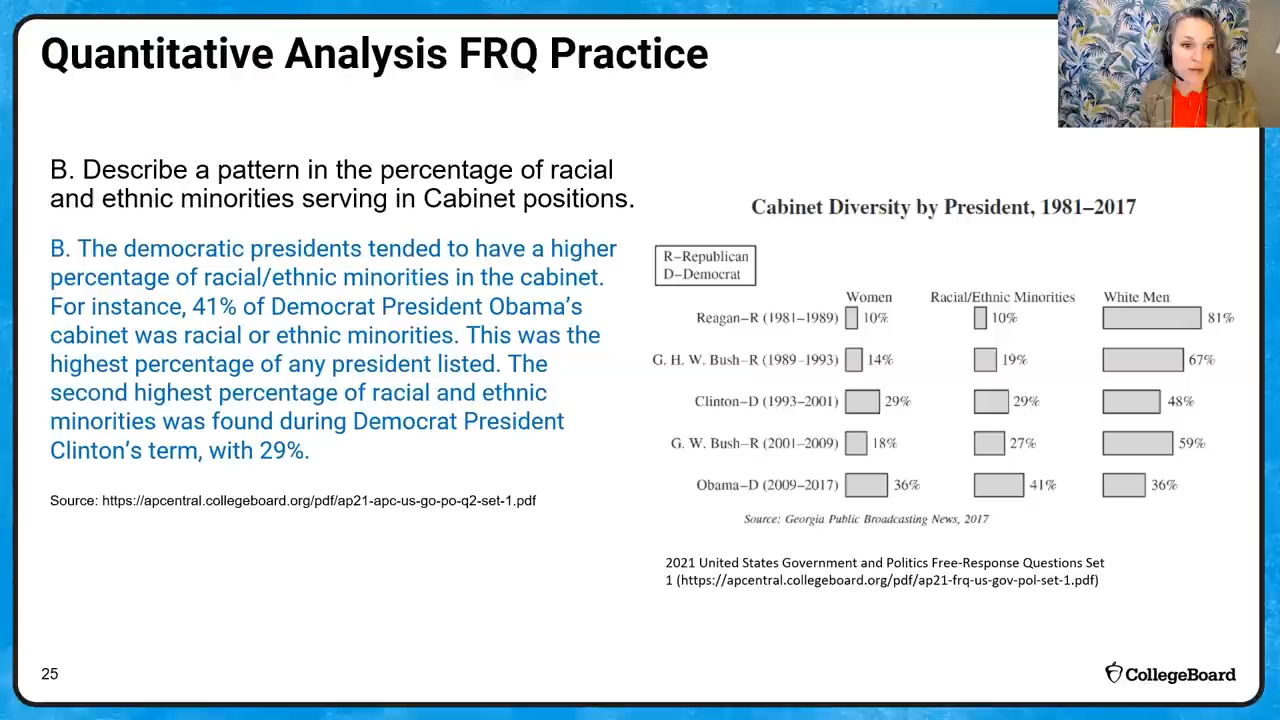 Quantitative Analysis FRQ Practice
B. Describe a pattern in the percentage of racial
and ethnic minorities serving in Cabinet positions.
B. The democratic presidents tended to have a higher
percentage of racial/ethnic minorities in the cabinet.
For instance, 41% of Democrat President Obama's
cabinet was racial or ethnic minorities. This was the
highest percentage of any president listed. The
second highest percentage of racial and ethnic
minorities was found during Democrat President
Clinton's term, with 29%.
Source: https://apcentral.collegeboard.org/pdf/ap21-apc-us-go-po-q2-set-1.pdf
Cabinet Diversity by President, 1981–2017
R–Republican
D–Democrat
Women Racial/Ethnic Minorities White Men
Reagan–R (1981–1989) 10% 10% 81%
G. H. W. Bush–R (1989–1993) 14% 19% 67%
Clinton–D (1993–2001) 29% 29% 48%
G. W. Bush–R (2001–2009) 18% 27% 59%
Obama–D (2009–2017) 36% 41% 36%
Source: Georgia Public Broadcasting News, 2017
2021 United States Government and Politics Free-Response Questions Set
1 (https://apcentral.collegeboard.org/pdf/ap21-frq-us-gov-pol-set-1.pdf)
25
CollegeBoard